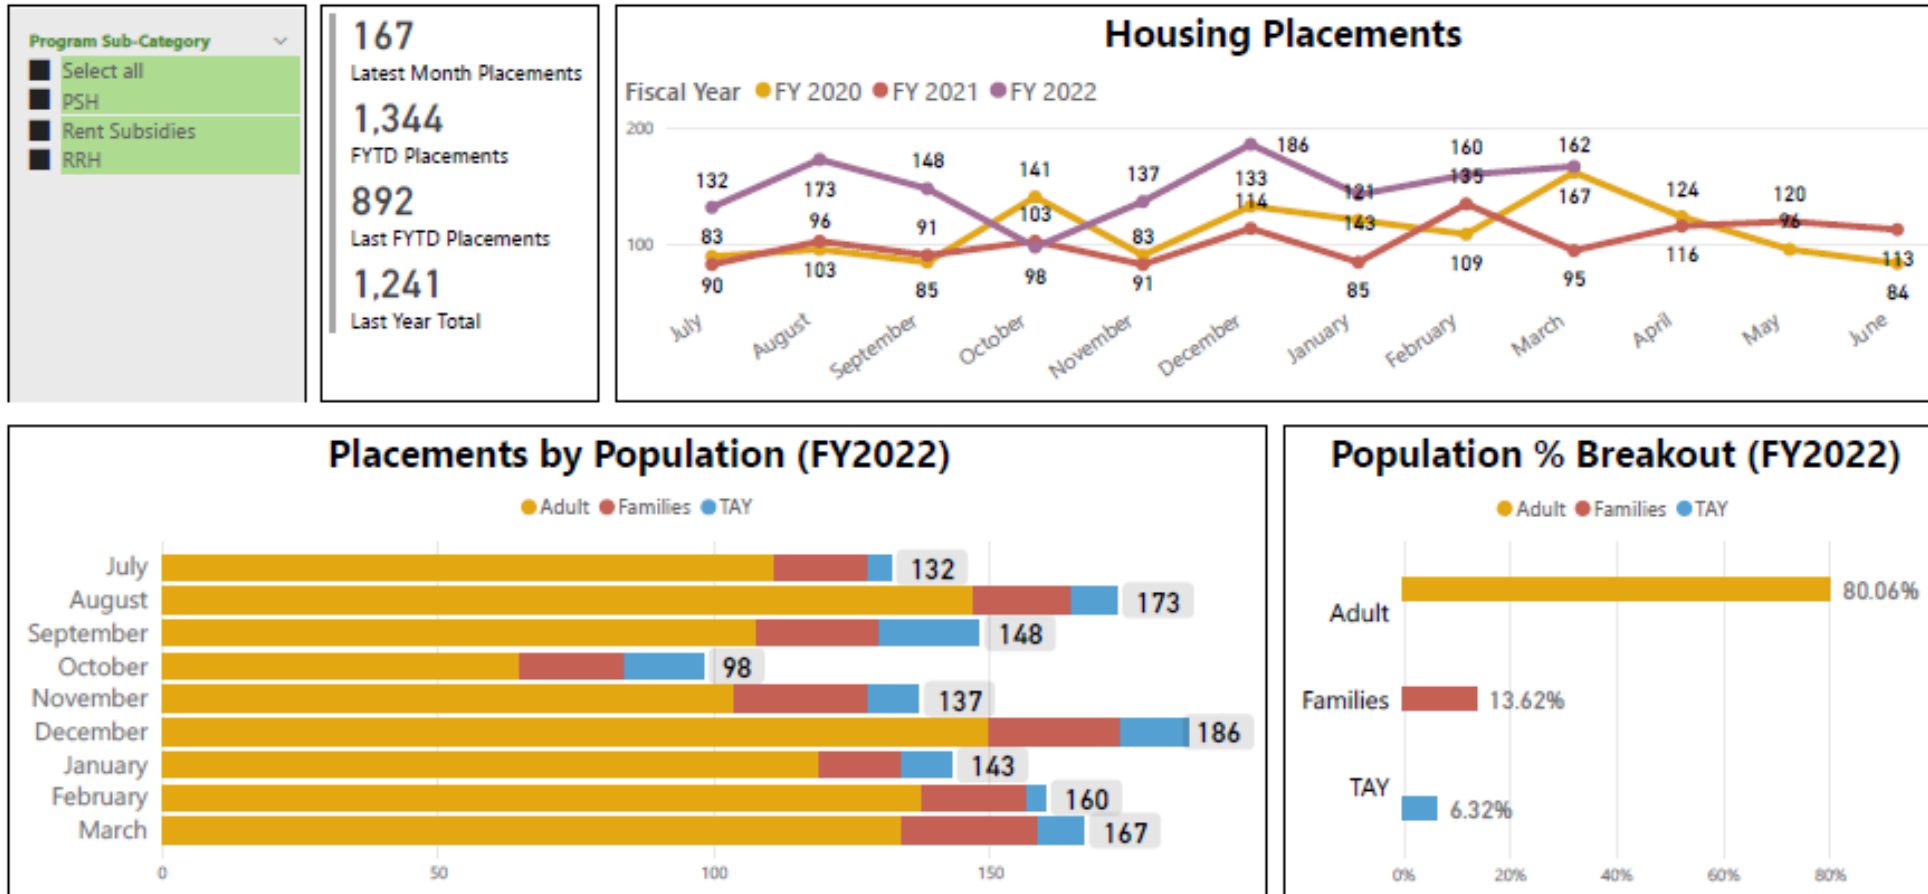 Program Sub-Category
Select all
PSH
Rent Subsidies
RRH
167
Latest Month Placements
1,344
FYTD Placements
892
Last FYTD Placements
1,241
Last Year Total
Housing Placements
Fiscal Year FY 2020 FY 2021 FY 2022
200
100
132 173 148 141 137 186 160 162
83 96 91 103 83 133 114 121 143 135 167 124 120 96
90 103 85 98 91 85 109 95 116 113 84
July August September October November December January February March April May June
Placements by Population (FY2022)
Adult Families TAY
July 132
August 173
September 148
October 98
November 137
December 186
January 143
February 160
March 167
0 50 100 150
Population % Breakout (FY2022)
Adult Families TAY
Adult 80.06%
Families 13.62%
TAY 6.32%
0% 20% 40% 60% 80%